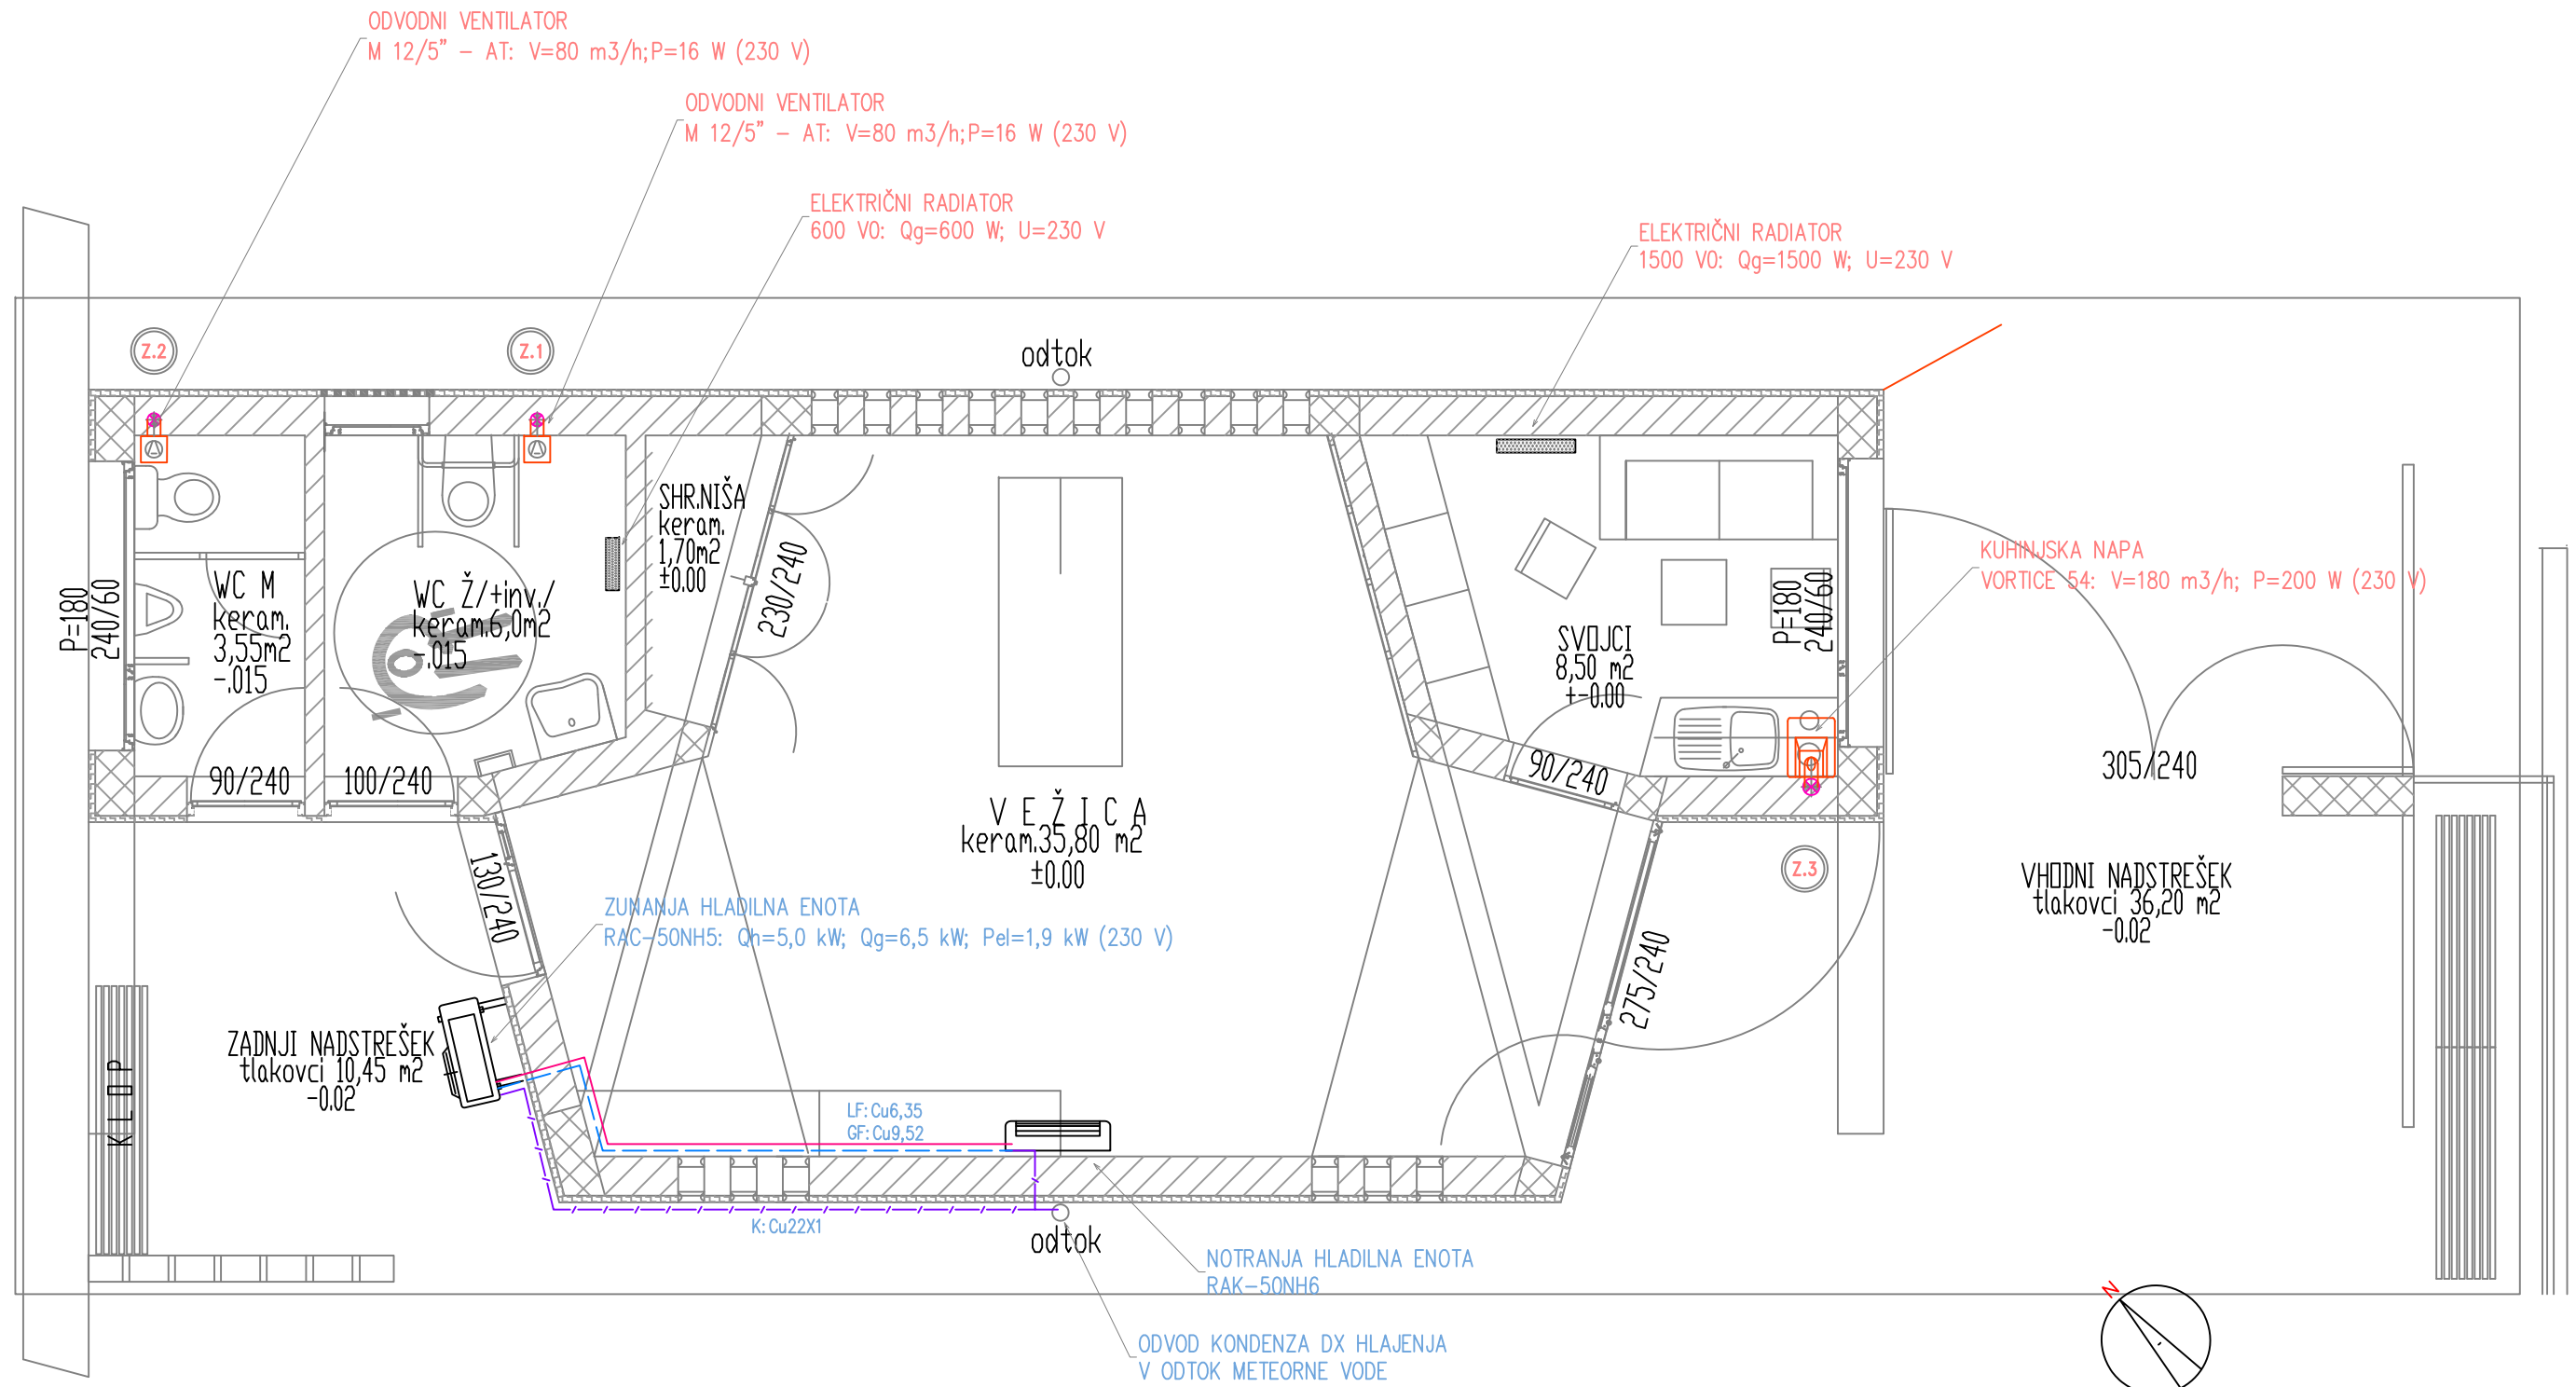 ODVODNI VENTILATOR
M 12/5" – AT: V=80 m3/h;P=16 W (230 V)
ODVODNI VENTILATOR
M 12/5" – AT: V=80 m3/h;P=16 W (230 V)
ELEKTRIČNI RADIATOR
600 VO: Qg=600 W; U=230 V
ELEKTRIČNI RADIATOR
1500 VO: Qg=1500 W; U=230 V
Z.2
Z.1
odtok
SHR.NIŠA
keram.
1,70m2
±0.00
230/240
KUHINJSKA NAPA
VORTICE 54: V=180 m3/h; P=200 W (230 V)
P=180
240/60
WC M
keram.
3,55m2
-.015
WC Ž/+inv./
keram.6,0m2
-.015
P=180
240/60
SVOJCI
8,50 m2
+-0.00
90/240
100/240
90/240
305/240
V E Ž I C A
keram.35,80 m2
±0.00
Z.3
VHODNI NADSTREŠEK
tlakovci 36,20 m2
-0.02
130/240
ZUNANJA HLADILNA ENOTA
RAC-50NH5: Qh=5,0 kW; Qg=6,5 kW; Pel=1,9 kW (230 V)
275/240
ZADNJI NADSTREŠEK
tlakovci 10,45 m2
-0.02
K L O P
LF: Cu6,35
GF: Cu9,52
K: Cu22X1
odtok
NOTRANJA HLADILNA ENOTA
RAK-50NH6
ODVOD KONDENZA DX HLAJENJA
V ODTOK METEORNE VODE
N